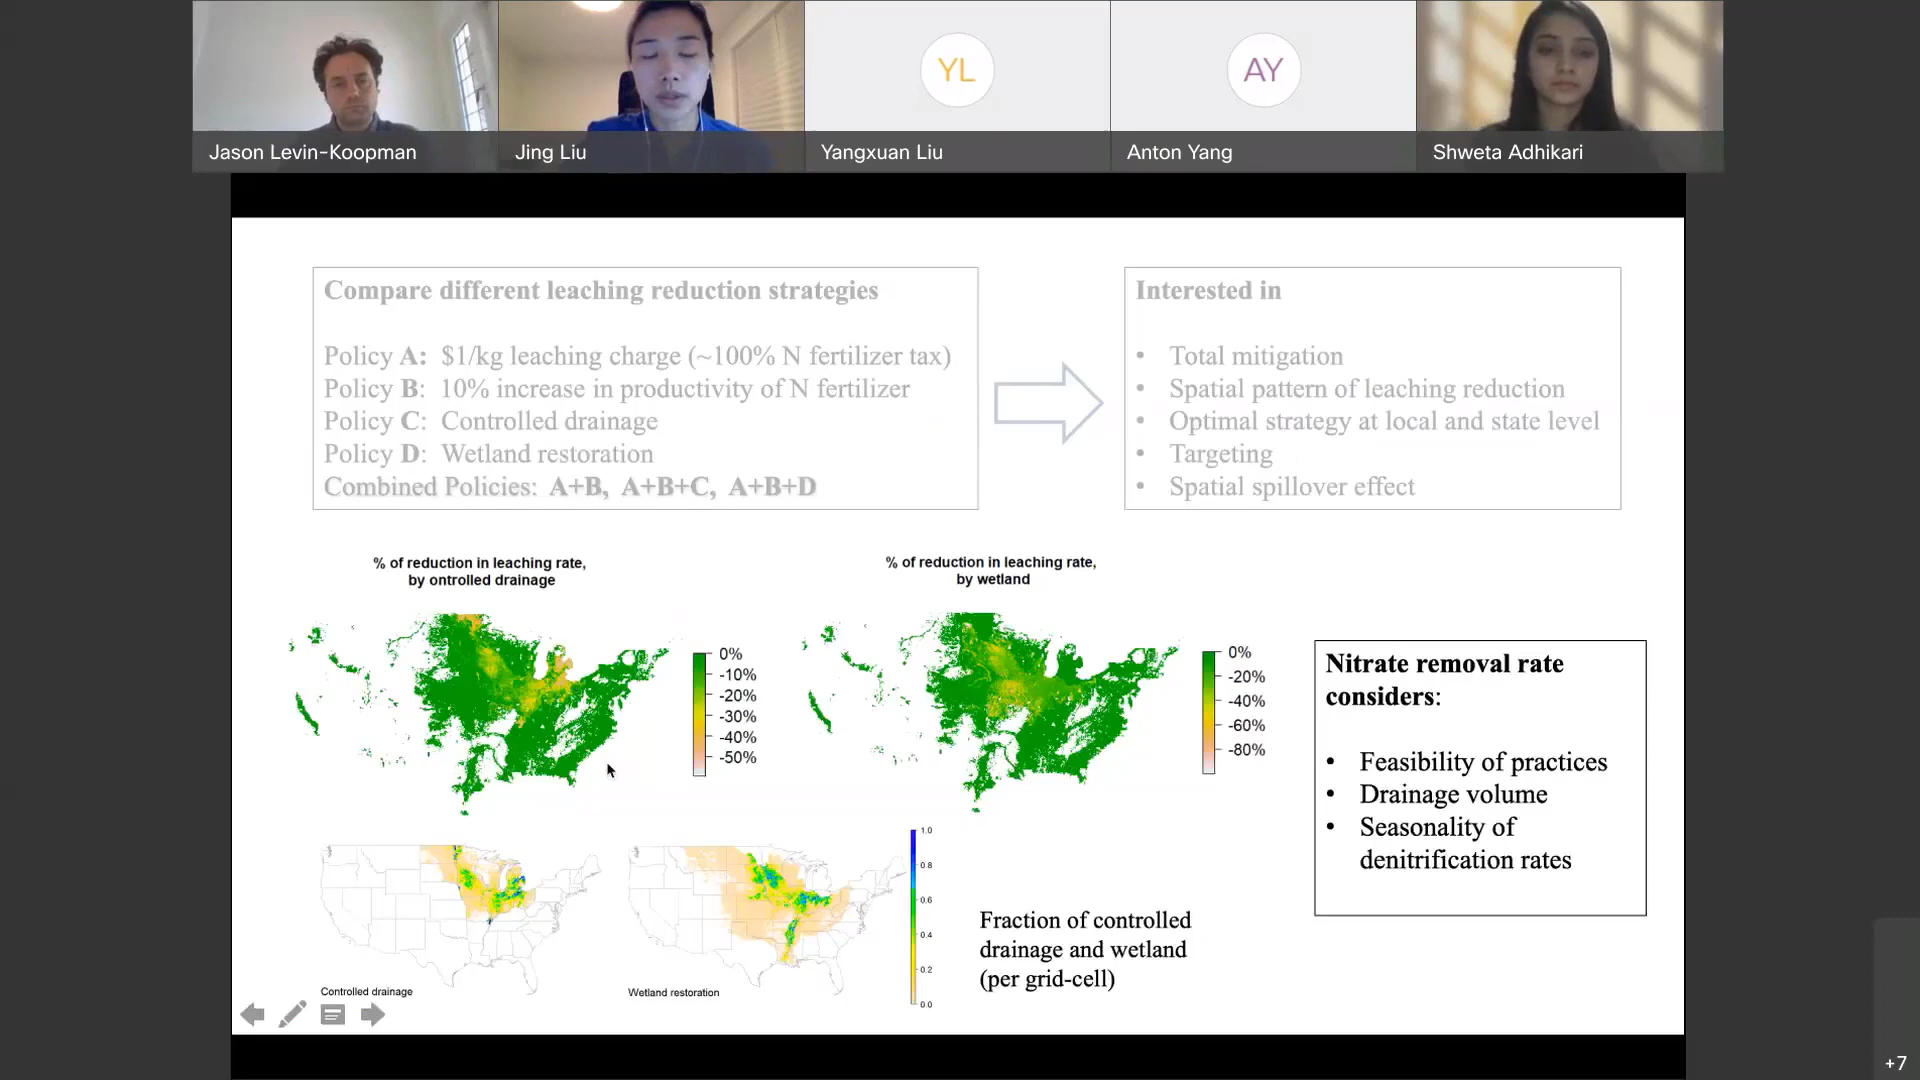 YL
AY
Jason Levin-Koopman
Jing Liu
Yangxuan Liu
Anton Yang
Shweta Adhikari
Compare different leaching reduction strategies
Policy A: $1/kg leaching charge (~100% N fertilizer tax)
Policy B: 10% increase in productivity of N fertilizer
Policy C: Controlled drainage
Policy D: Wetland restoration
Combined Policies: A+B, A+B+C, A+B+D
Interested in
• Total mitigation
• Spatial pattern of leaching reduction
• Optimal strategy at local and state level
• Targeting
• Spatial spillover effect
% of reduction in leaching rate,
by ontrolled drainage
0%
-10%
-20%
-30%
-40%
-50%
% of reduction in leaching rate,
by wetland
0%
-20%
-40%
-60%
-80%
Nitrate removal rate
considers:
• Feasibility of practices
• Drainage volume
• Seasonality of
denitrification rates
Controlled drainage
Wetland restoration
1.0
0.8
0.6
0.4
0.2
0.0
Fraction of controlled
drainage and wetland
(per grid-cell)
+7